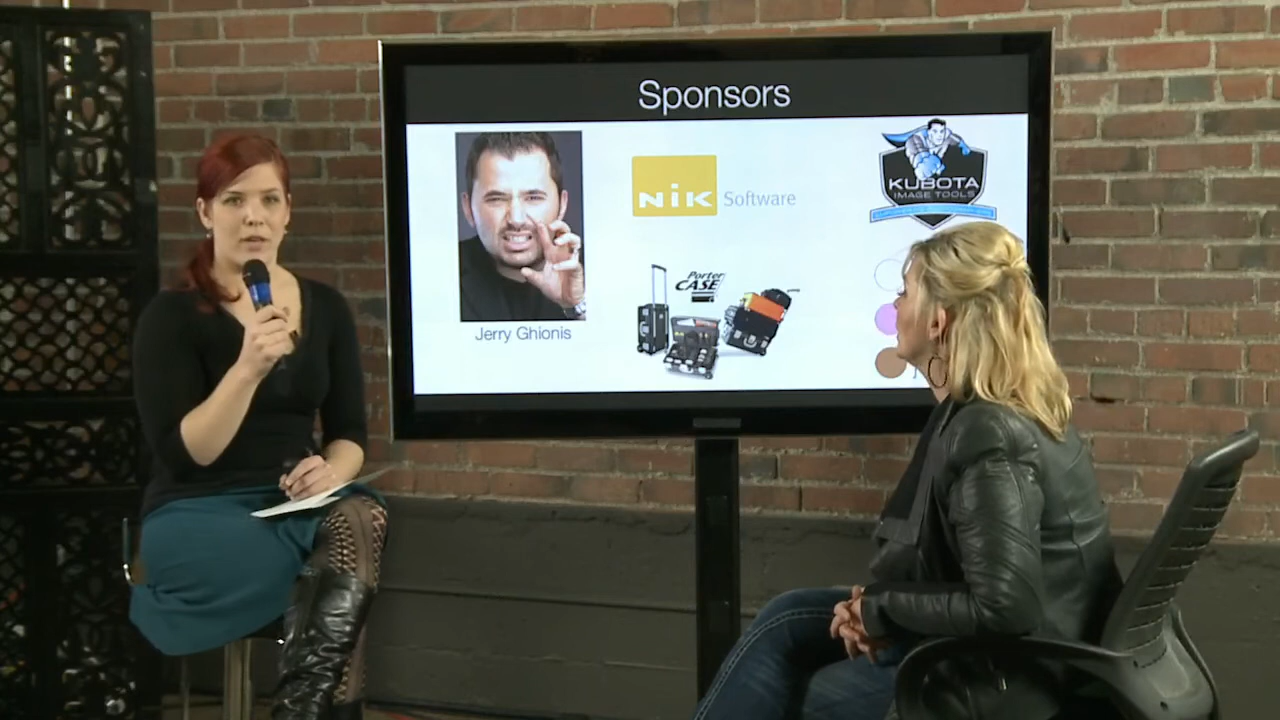 Sponsors
NiK Software
KUBOTA
IMAGE TOOLS
Porter
CASE
Jerry Ghionis